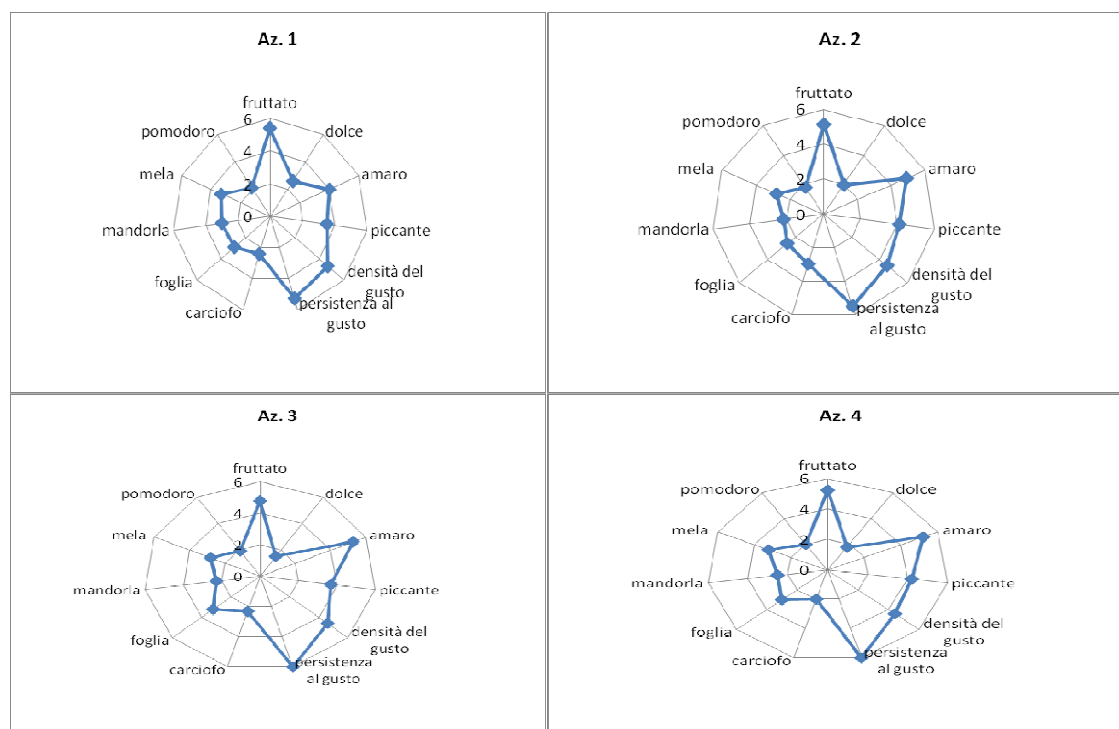 Az. 1
fruttato
6
pomodoro
dolce
4
mela
amaro
2
0
mandorla
piccante
foglia
densità del
gusto
carciofo
persistenza al
gusto
Az. 2
fruttato
6
pomodoro
dolce
4
mela
amaro
2
0
mandorla
piccante
foglia
densità del
gusto
carciofo
persistenza
al gusto
Az. 3
fruttato
6
pomodoro
dolce
4
mela
amaro
2
0
mandorla
piccante
foglia
densità del
gusto
carciofo
persistenza
al gusto
Az. 4
fruttato
6
pomodoro
dolce
4
mela
amaro
2
0
mandorla
piccante
foglia
densità del
gusto
carciofo
persistenza
al gusto